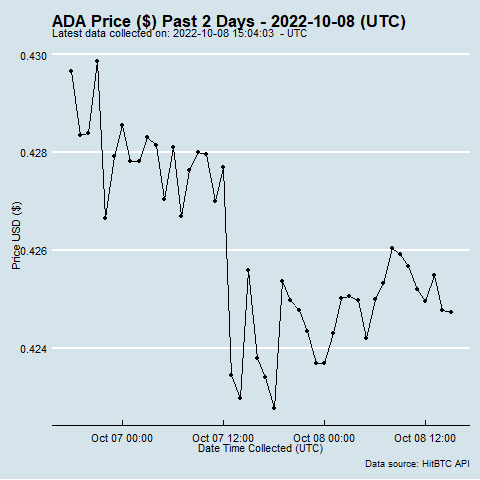 ADA Price ($) Past 2 Days - 2022-10-08 (UTC)
Latest data collected on: 2022-10-08 15:04:03 - UTC
0.430
0.428
0.426
0.424
Price USD ($)
Oct 07 00:00
Oct 07 12:00
Oct 08 00:00
Oct 08 12:00
Date Time Collected (UTC)
Data source: HitBTC API